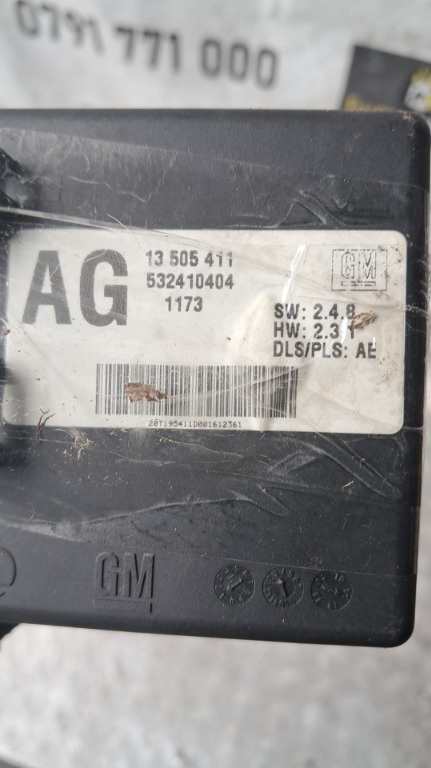 0791 771 000
AG
13 505 411
532410404
1173
GM
SW: 2.4.8
HW: 2.3.1
DLS/PLS: AE
GM